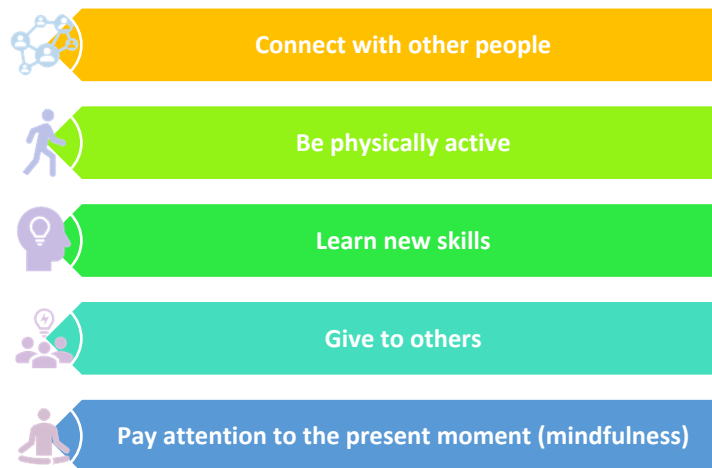 Connect with other people
Be physically active
Learn new skills
Give to others
Pay attention to the present moment (mindfulness)